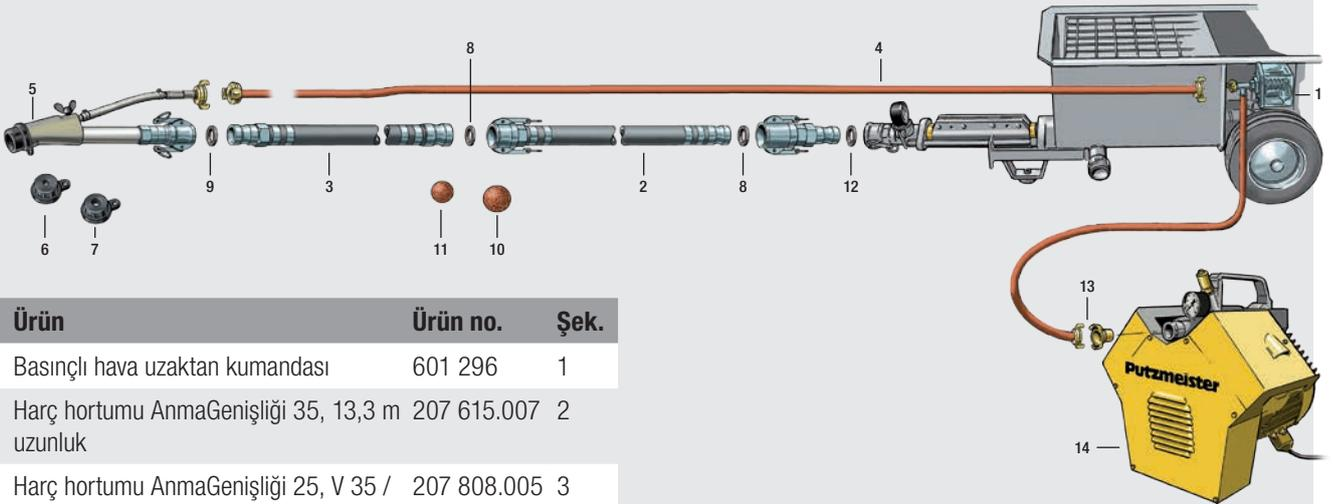 8
4
5
1
9
3
2
8
12
6
7
11
10
13
Putzmeister
14
Ürün Ürün no. Şek.
Basınçlı hava uzaktan kumandası 601 296 1
Harç hortumu AnmaGenişliği 35, 13,3 m 207 615.007 2
uzunluk
Harç hortumu AnmaGenişliği 25, V 35 / 207 808.005 3